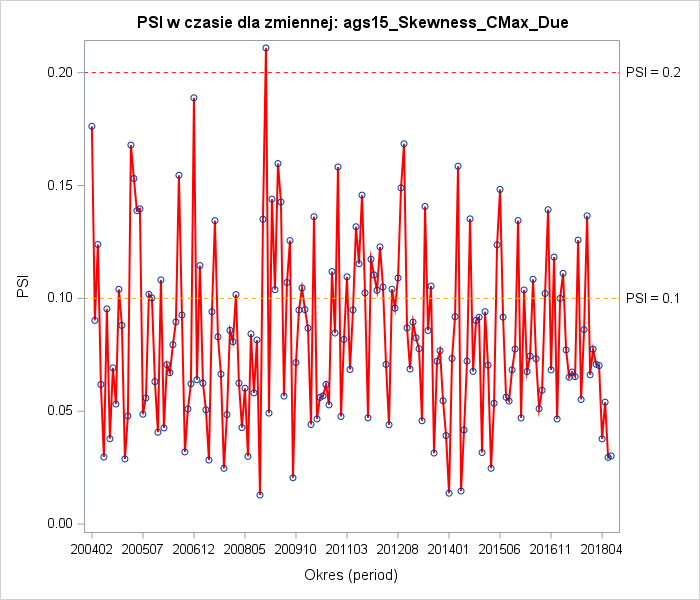 PSI w czasie dla zmiennej: ags15_Skewness_CMax_Due
0.20
PSI = 0.2
0.15
PSI
0.10
PSI = 0.1
0.05
0.00
200402 200507 200612 200805 200910 201103 201208 201401 201506 201611 201804
Okres (period)